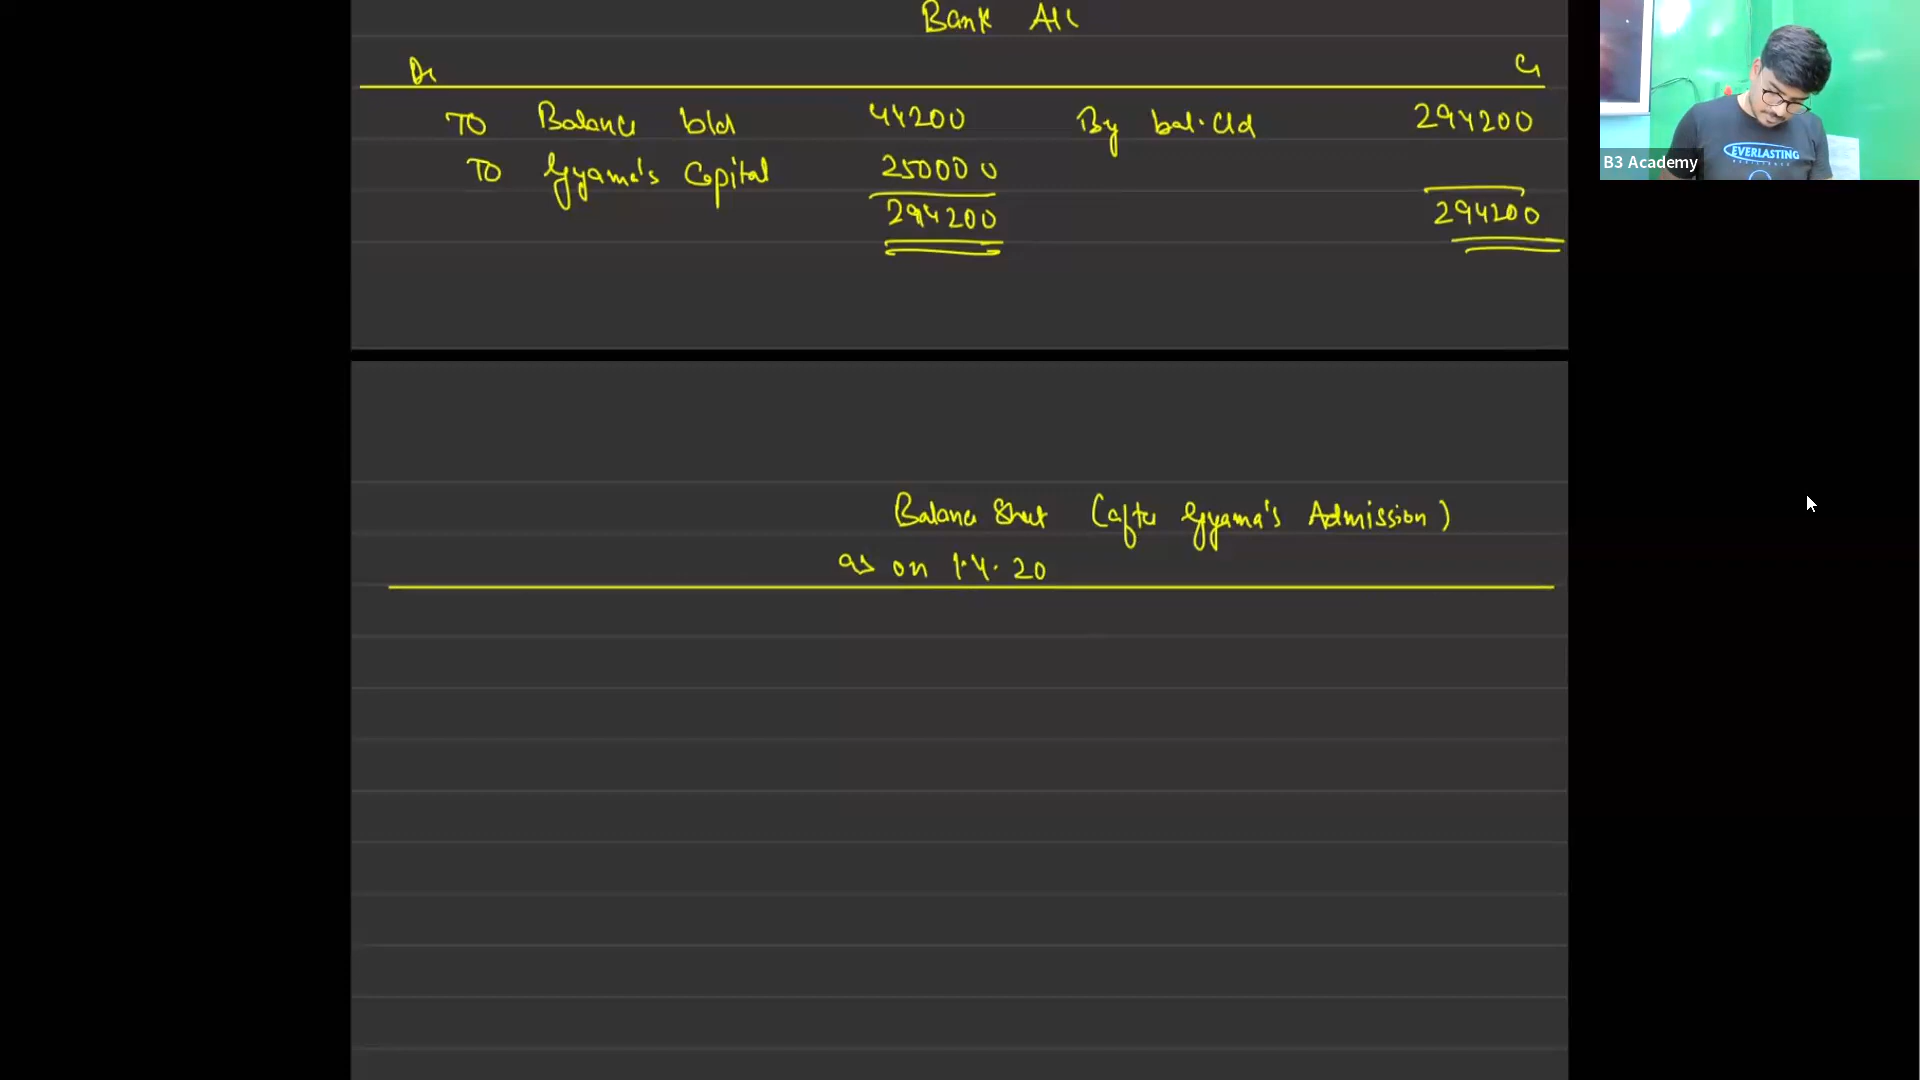 Bank A/c
Dr Cr
To Balance b/d 44200 By bal. c/d 294200
To Gyama's Capital 250000
294200 294200
Balance Sheet (after Gyama's Admission)
as on 1.4.20
B3 Academy
EVERLASTING